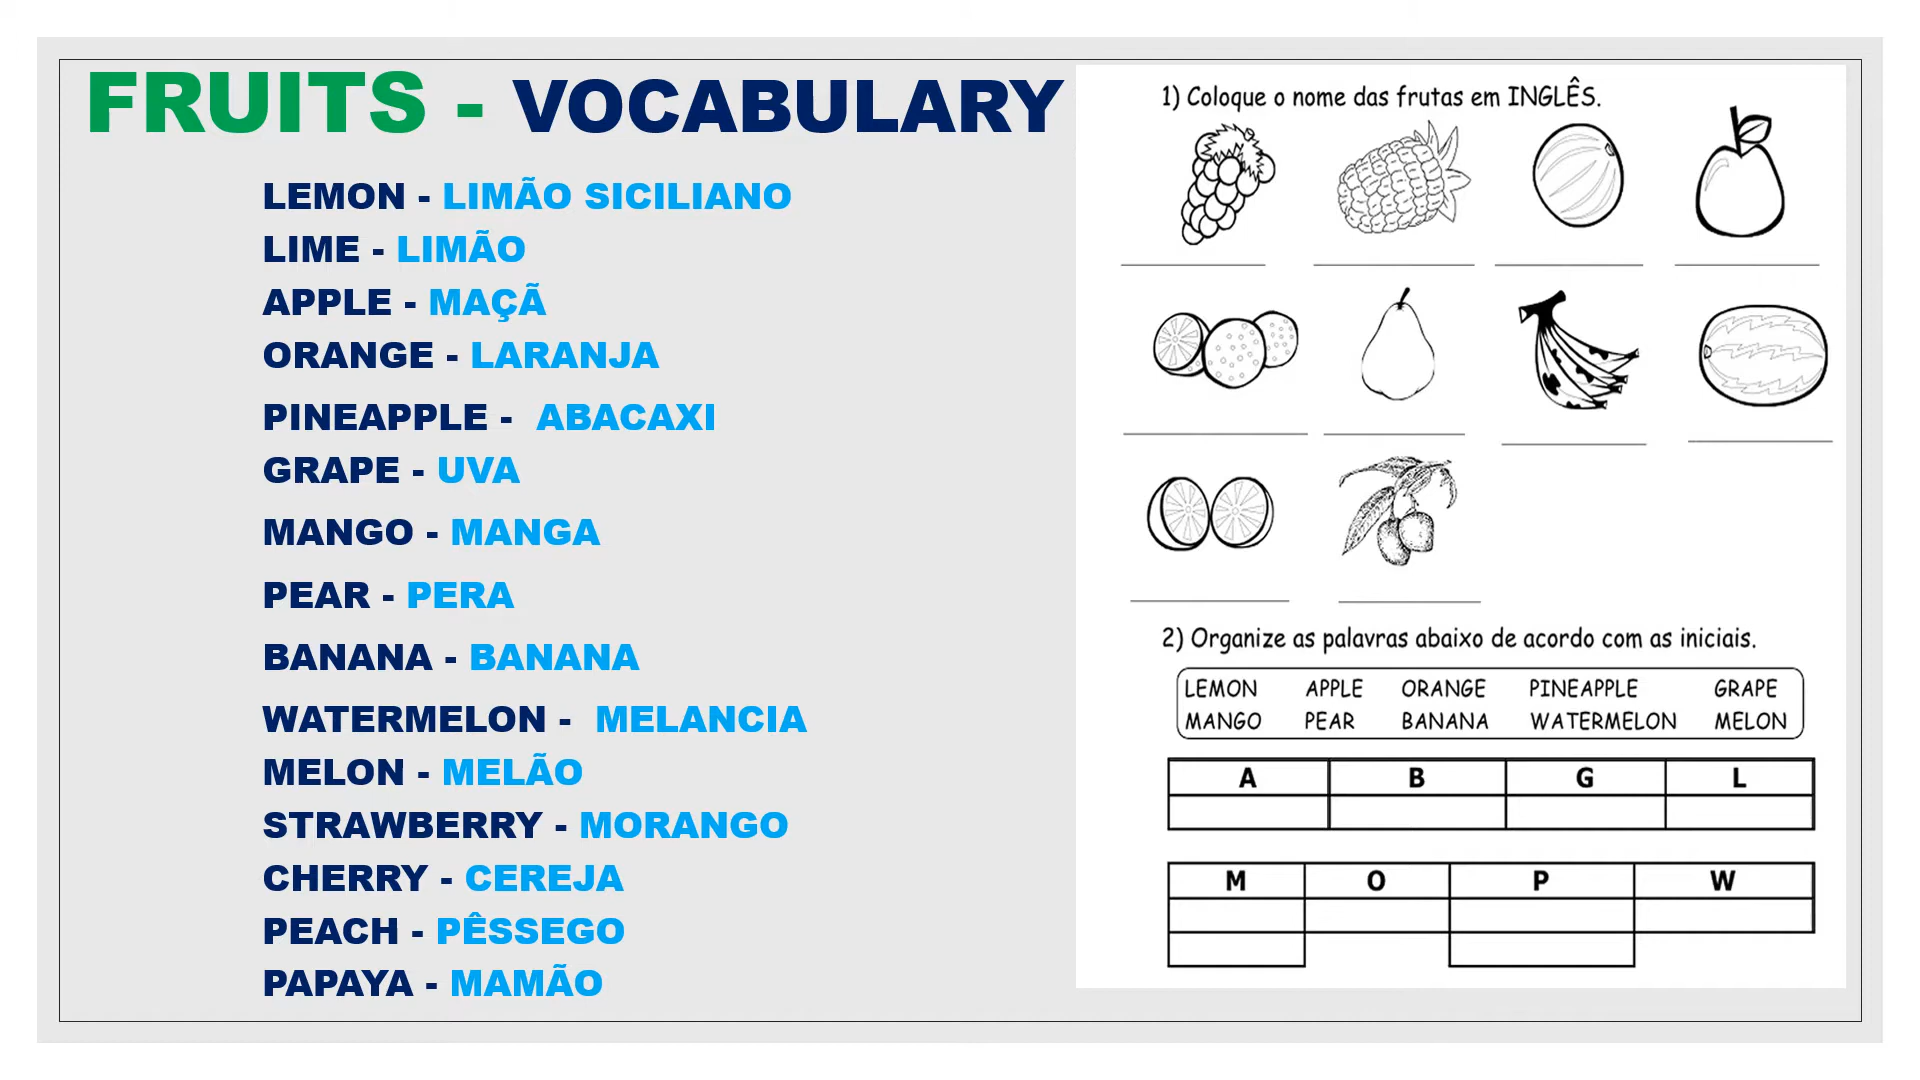 FRUITS - VOCABULARY
LEMON - LIMÃO SICILIANO
LIME - LIMÃO
APPLE - MAÇÃ
ORANGE - LARANJA
PINEAPPLE - ABACAXI
GRAPE - UVA
MANGO - MANGA
PEAR - PERA
BANANA - BANANA
WATERMELON - MELANCIA
MELON - MELÃO
STRAWBERRY - MORANGO
CHERRY - CEREJA
PEACH - PÊSSEGO
PAPAYA - MAMÃO
1) Coloque o nome das frutas em INGLÊS.
2) Organize as palavras abaixo de acordo com as iniciais.
LEMON APPLE ORANGE PINEAPPLE GRAPE
MANGO PEAR BANANA WATERMELON MELON
A B G L
M O P W